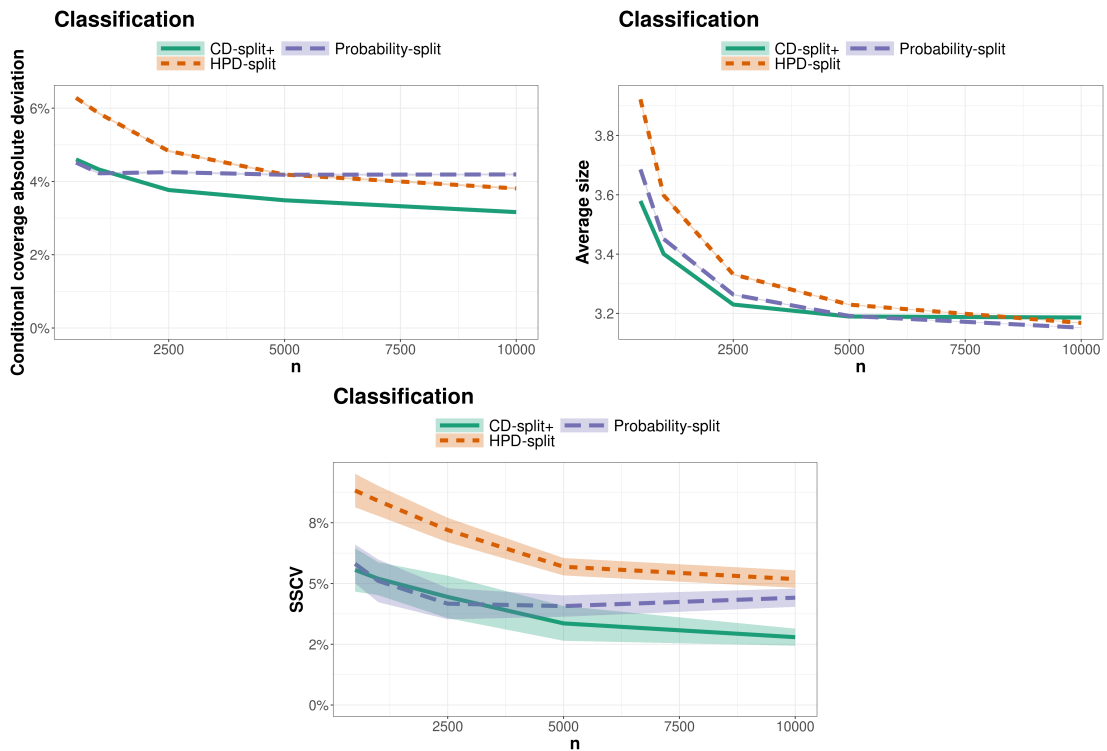 Classification
CD-split+ Probability-split
HPD-split
Conditonal coverage absolute deviation
6%
4%
2%
0%
2500 5000 7500 10000
n
Classification
CD-split+ Probability-split
HPD-split
Average size
3.8
3.6
3.4
3.2
2500 5000 7500 10000
n
Classification
CD-split+ Probability-split
HPD-split
SSCV
8%
5%
2%
0%
2500 5000 7500 10000
n